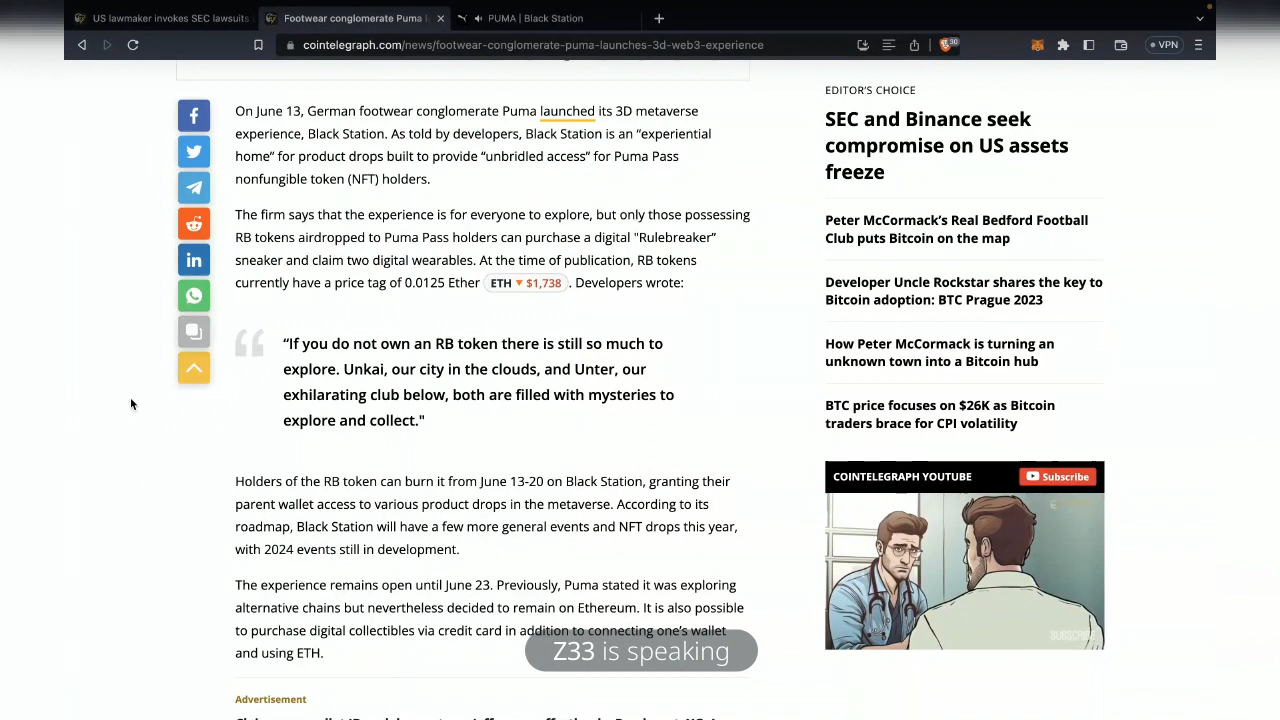 US lawmaker invokes SEC lawsuits
Footwear conglomerate Puma l
PUMA | Black Station
cointelegraph.com/news/footwear-conglomerate-puma-launches-3d-web3-experience
90
VPN
On June 13, German footwear conglomerate Puma launched its 3D metaverse
experience, Black Station. As told by developers, Black Station is an “experiential
home” for product drops built to provide “unbridled access” for Puma Pass
nonfungible token (NFT) holders.
The firm says that the experience is for everyone to explore, but only those possessing
RB tokens airdropped to Puma Pass holders can purchase a digital "Rulebreaker”
sneaker and claim two digital wearables. At the time of publication, RB tokens
currently have a price tag of 0.0125 Ether ETH ▼ $1,738 . Developers wrote:
“If you do not own an RB token there is still so much to
explore. Unkai, our city in the clouds, and Unter, our
exhilarating club below, both are filled with mysteries to
explore and collect."
Holders of the RB token can burn it from June 13-20 on Black Station, granting their
parent wallet access to various product drops in the metaverse. According to its
roadmap, Black Station will have a few more general events and NFT drops this year,
with 2024 events still in development.
The experience remains open until June 23. Previously, Puma stated it was exploring
alternative chains but nevertheless decided to remain on Ethereum. It is also possible
to purchase digital collectibles via credit card in addition to connecting one’s wallet
and using ETH.
Z33 is speaking
Advertisement
EDITOR’S CHOICE
SEC and Binance seek
compromise on US assets
freeze
Peter McCormack’s Real Bedford Football
Club puts Bitcoin on the map
Developer Uncle Rockstar shares the key to
Bitcoin adoption: BTC Prague 2023
How Peter McCormack is turning an
unknown town into a Bitcoin hub
BTC price focuses on $26K as Bitcoin
traders brace for CPI volatility
COINTELEGRAPH YOUTUBE
Subscribe
SUBSCRIBE